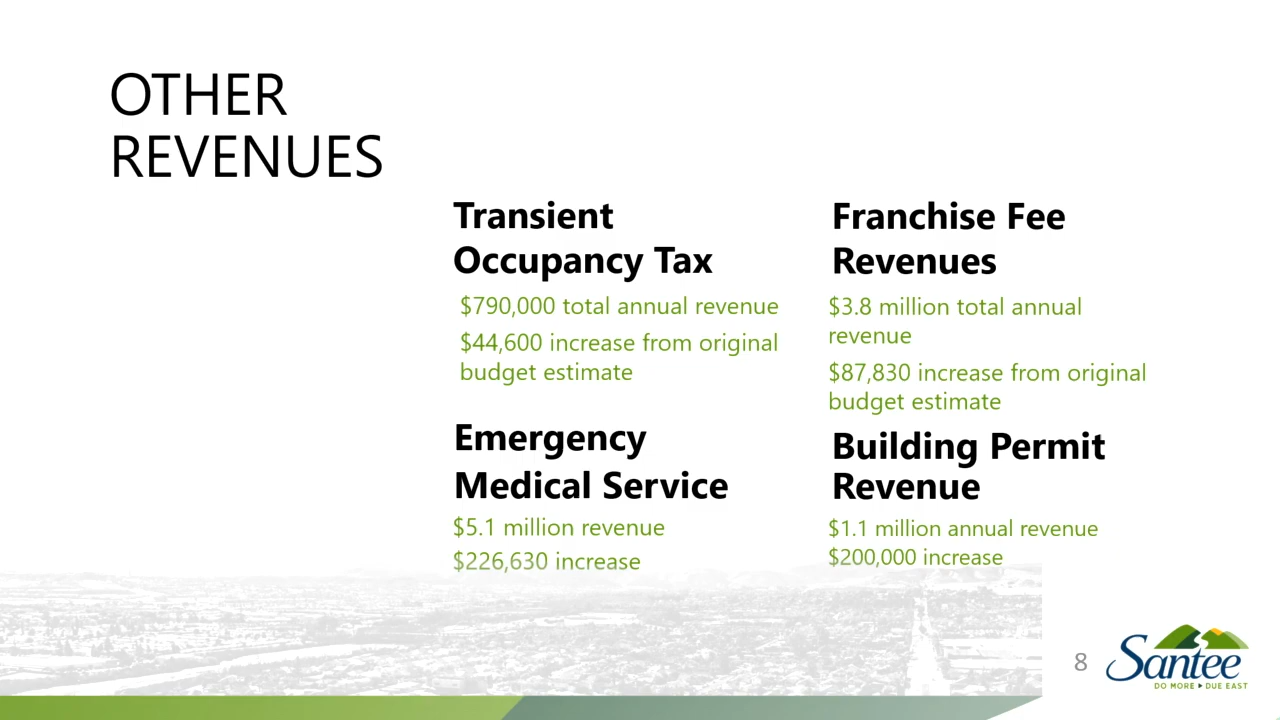 OTHER
REVENUES
Transient
Occupancy Tax
$790,000 total annual revenue
$44,600 increase from original
budget estimate
Franchise Fee
Revenues
$3.8 million total annual
revenue
$87,830 increase from original
budget estimate
Emergency
Medical Service
$5.1 million revenue
$226,630 increase
Building Permit
Revenue
$1.1 million annual revenue
$200,000 increase
8
Santee
DO MORE ▸ DUE EAST